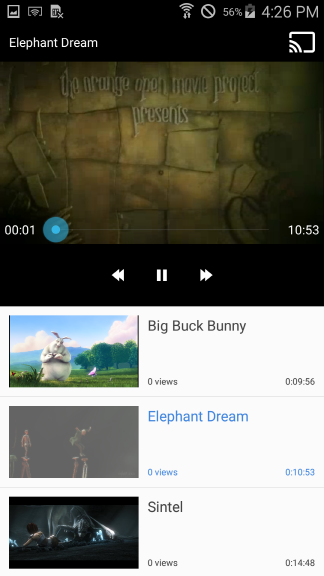 56% 4:26 PM
Elephant Dream
the orange open movie project
presents
00:01 10:53
Big Buck Bunny
0 views 0:09:56
Elephant Dream
0 views 0:10:53
Sintel
0 views 0:14:48